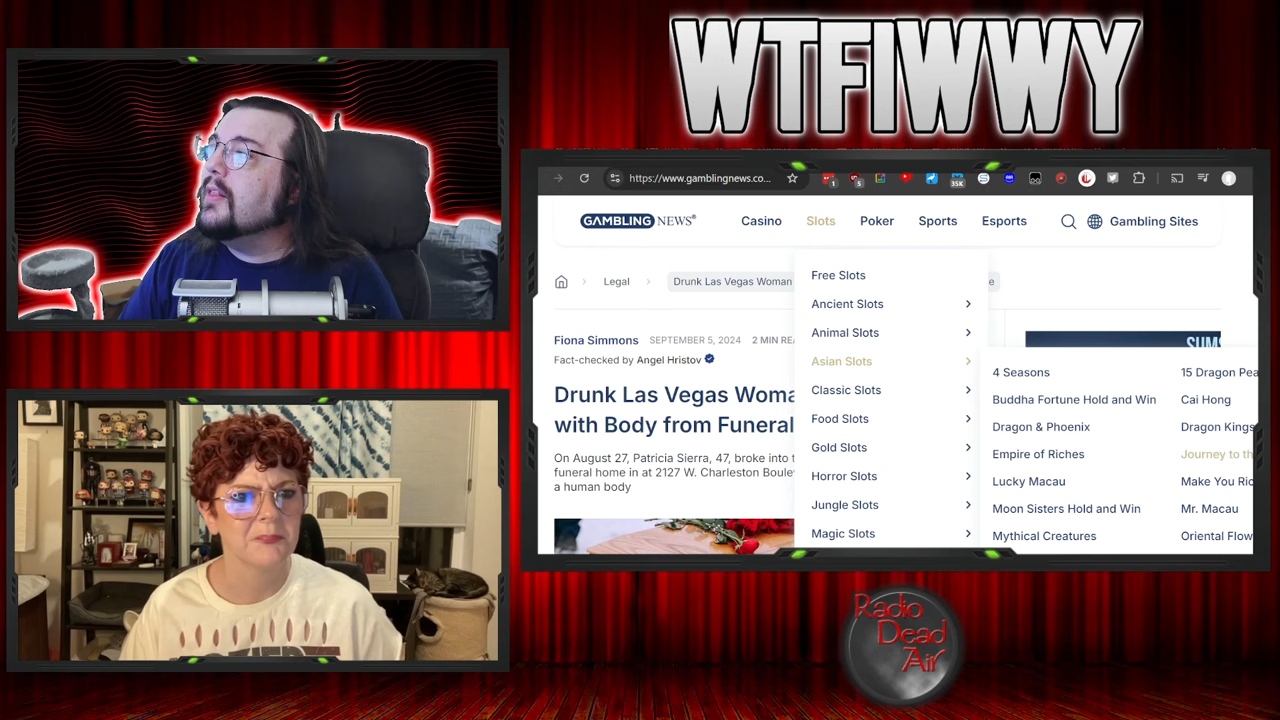 WTFIWWY
https://www.gamblingnews.co...
1
5
35K
GAMBLING NEWS®
Casino
Slots
Poker
Sports
Esports
Gambling Sites
Legal
Drunk Las Vegas Woman
e
Fiona Simmons
SEPTEMBER 5, 2024
2 MIN REA
Fact-checked by Angel Hristov
Drunk Las Vegas Woma
with Body from Funeral
On August 27, Patricia Sierra, 47, broke into t
funeral home in at 2127 W. Charleston Boule
a human body
Free Slots
Ancient Slots
Animal Slots
Asian Slots
Classic Slots
Food Slots
Gold Slots
Horror Slots
Jungle Slots
Magic Slots
SUMS
4 Seasons
Buddha Fortune Hold and Win
Dragon & Phoenix
Empire of Riches
Lucky Macau
Moon Sisters Hold and Win
Mythical Creatures
15 Dragon Pea
Cai Hong
Dragon Kings
Journey to th
Make You Ric
Mr. Macau
Oriental Flow
Radio
Dead
Air